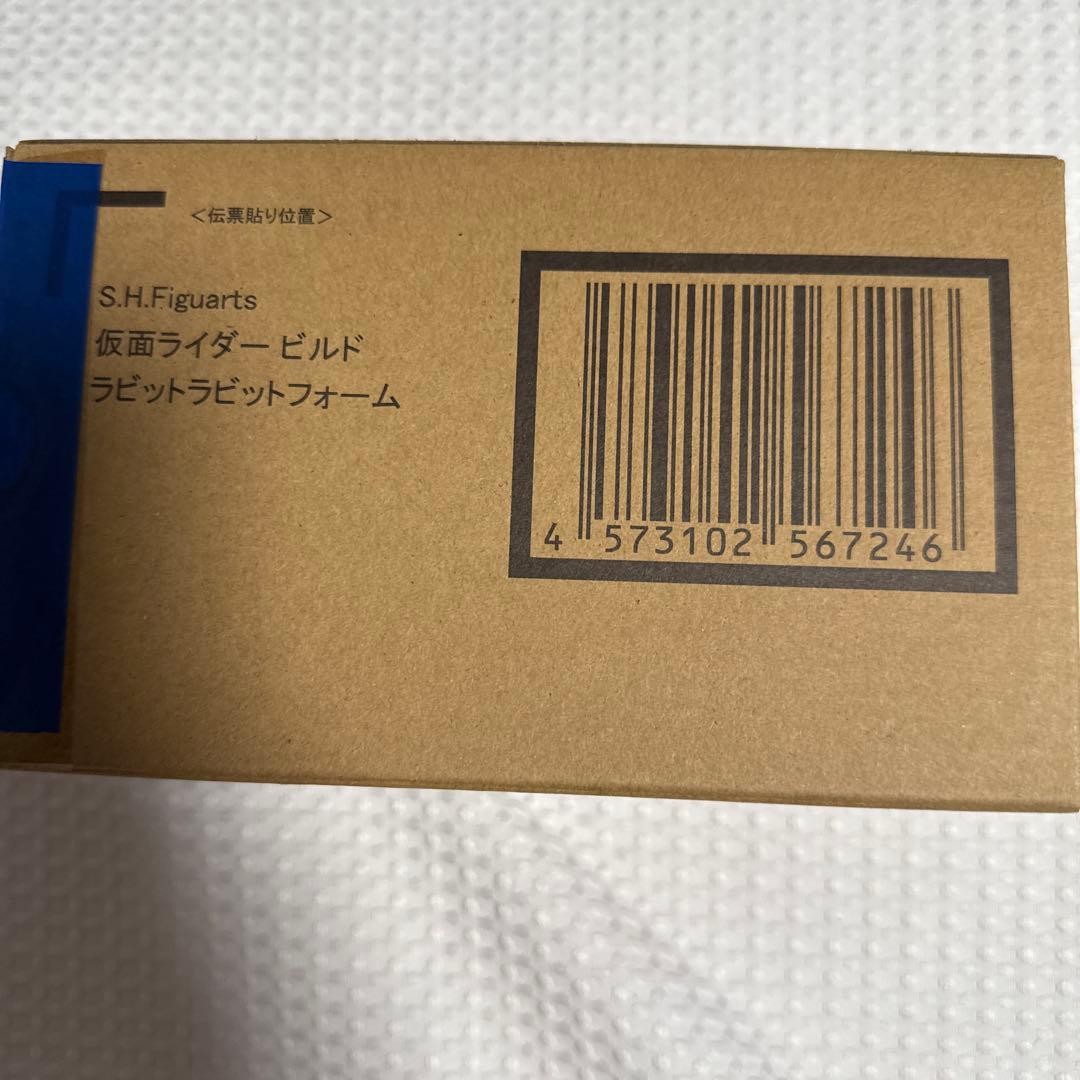 <伝票貼り位置>
S.H.Figuarts
仮面ライダー ビルド
ラビットラビットフォーム
4 573102 567246